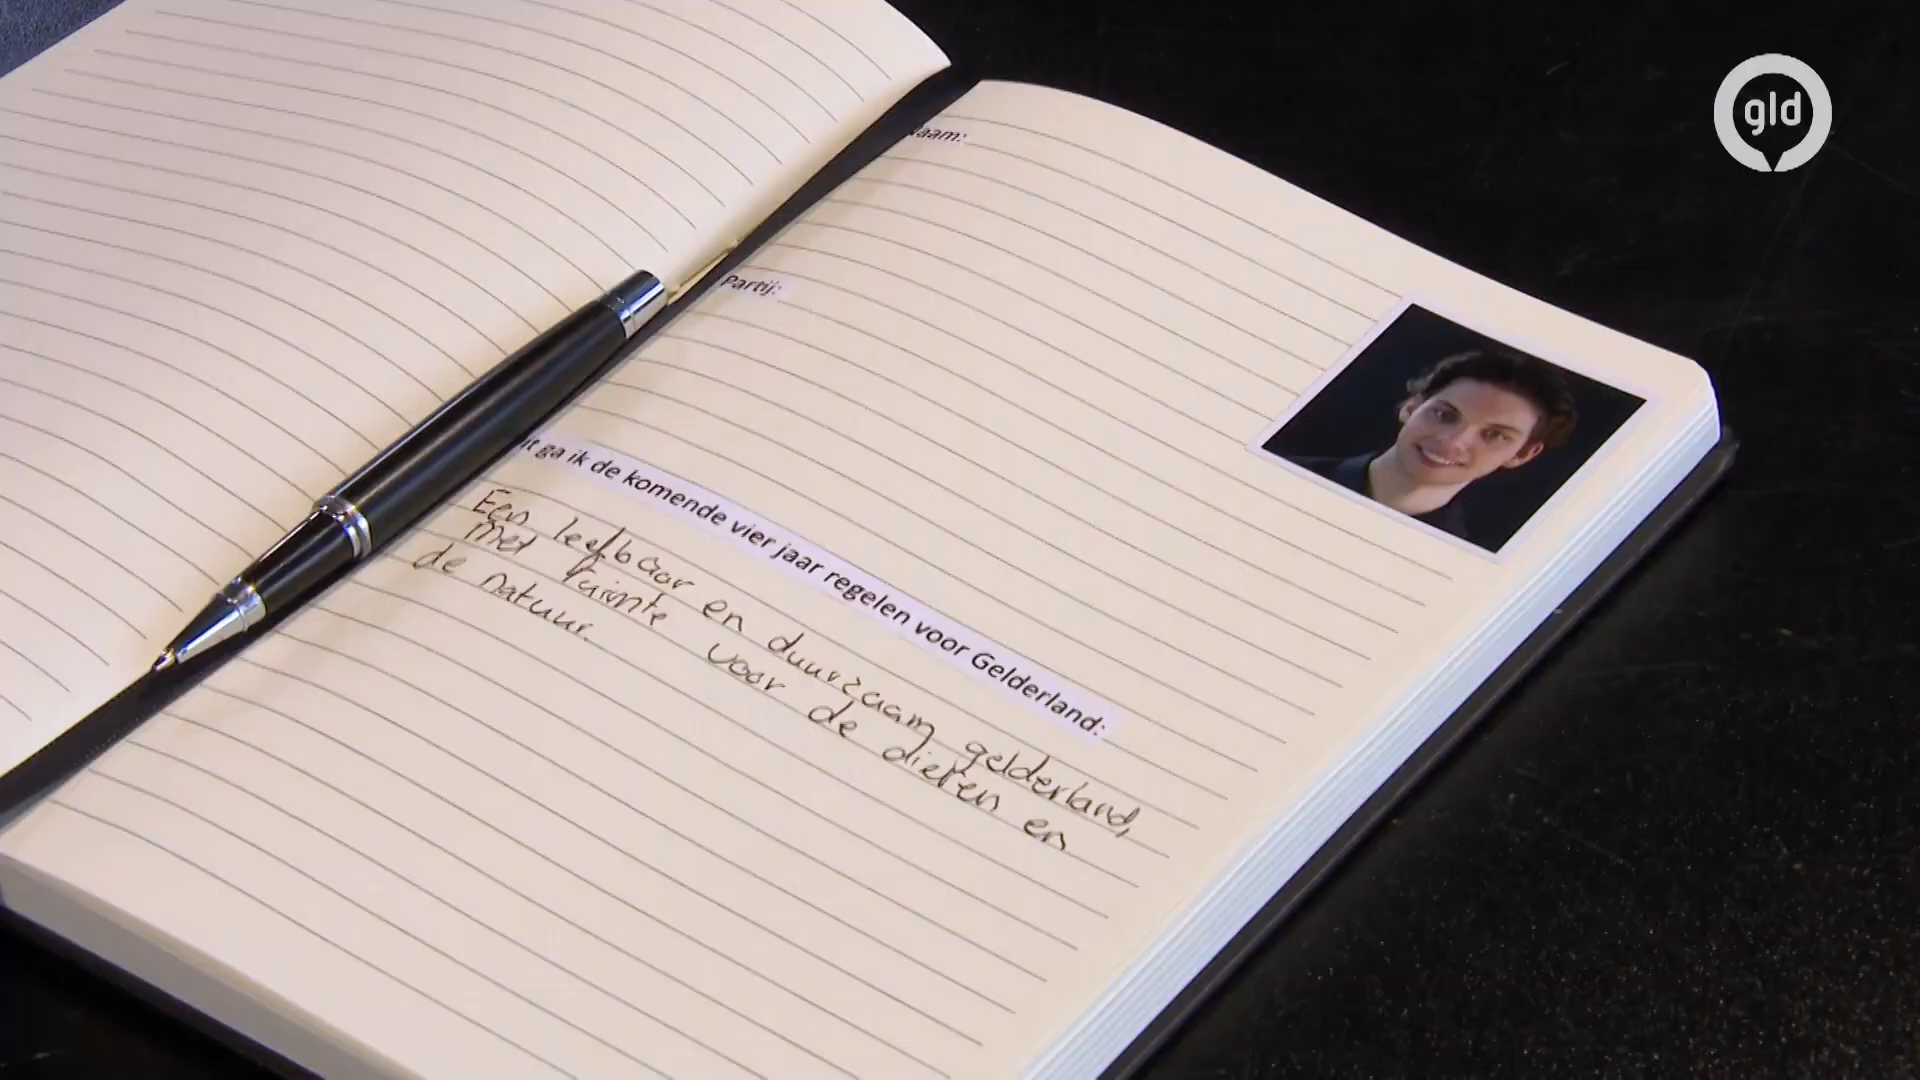 gld
Naam:
Partij:
it ga ik de komende vier jaar regelen voor Gelderland:
Een leefbaar en duurzaam gelderland,
met ruimte voor de dieren en
de natuur.